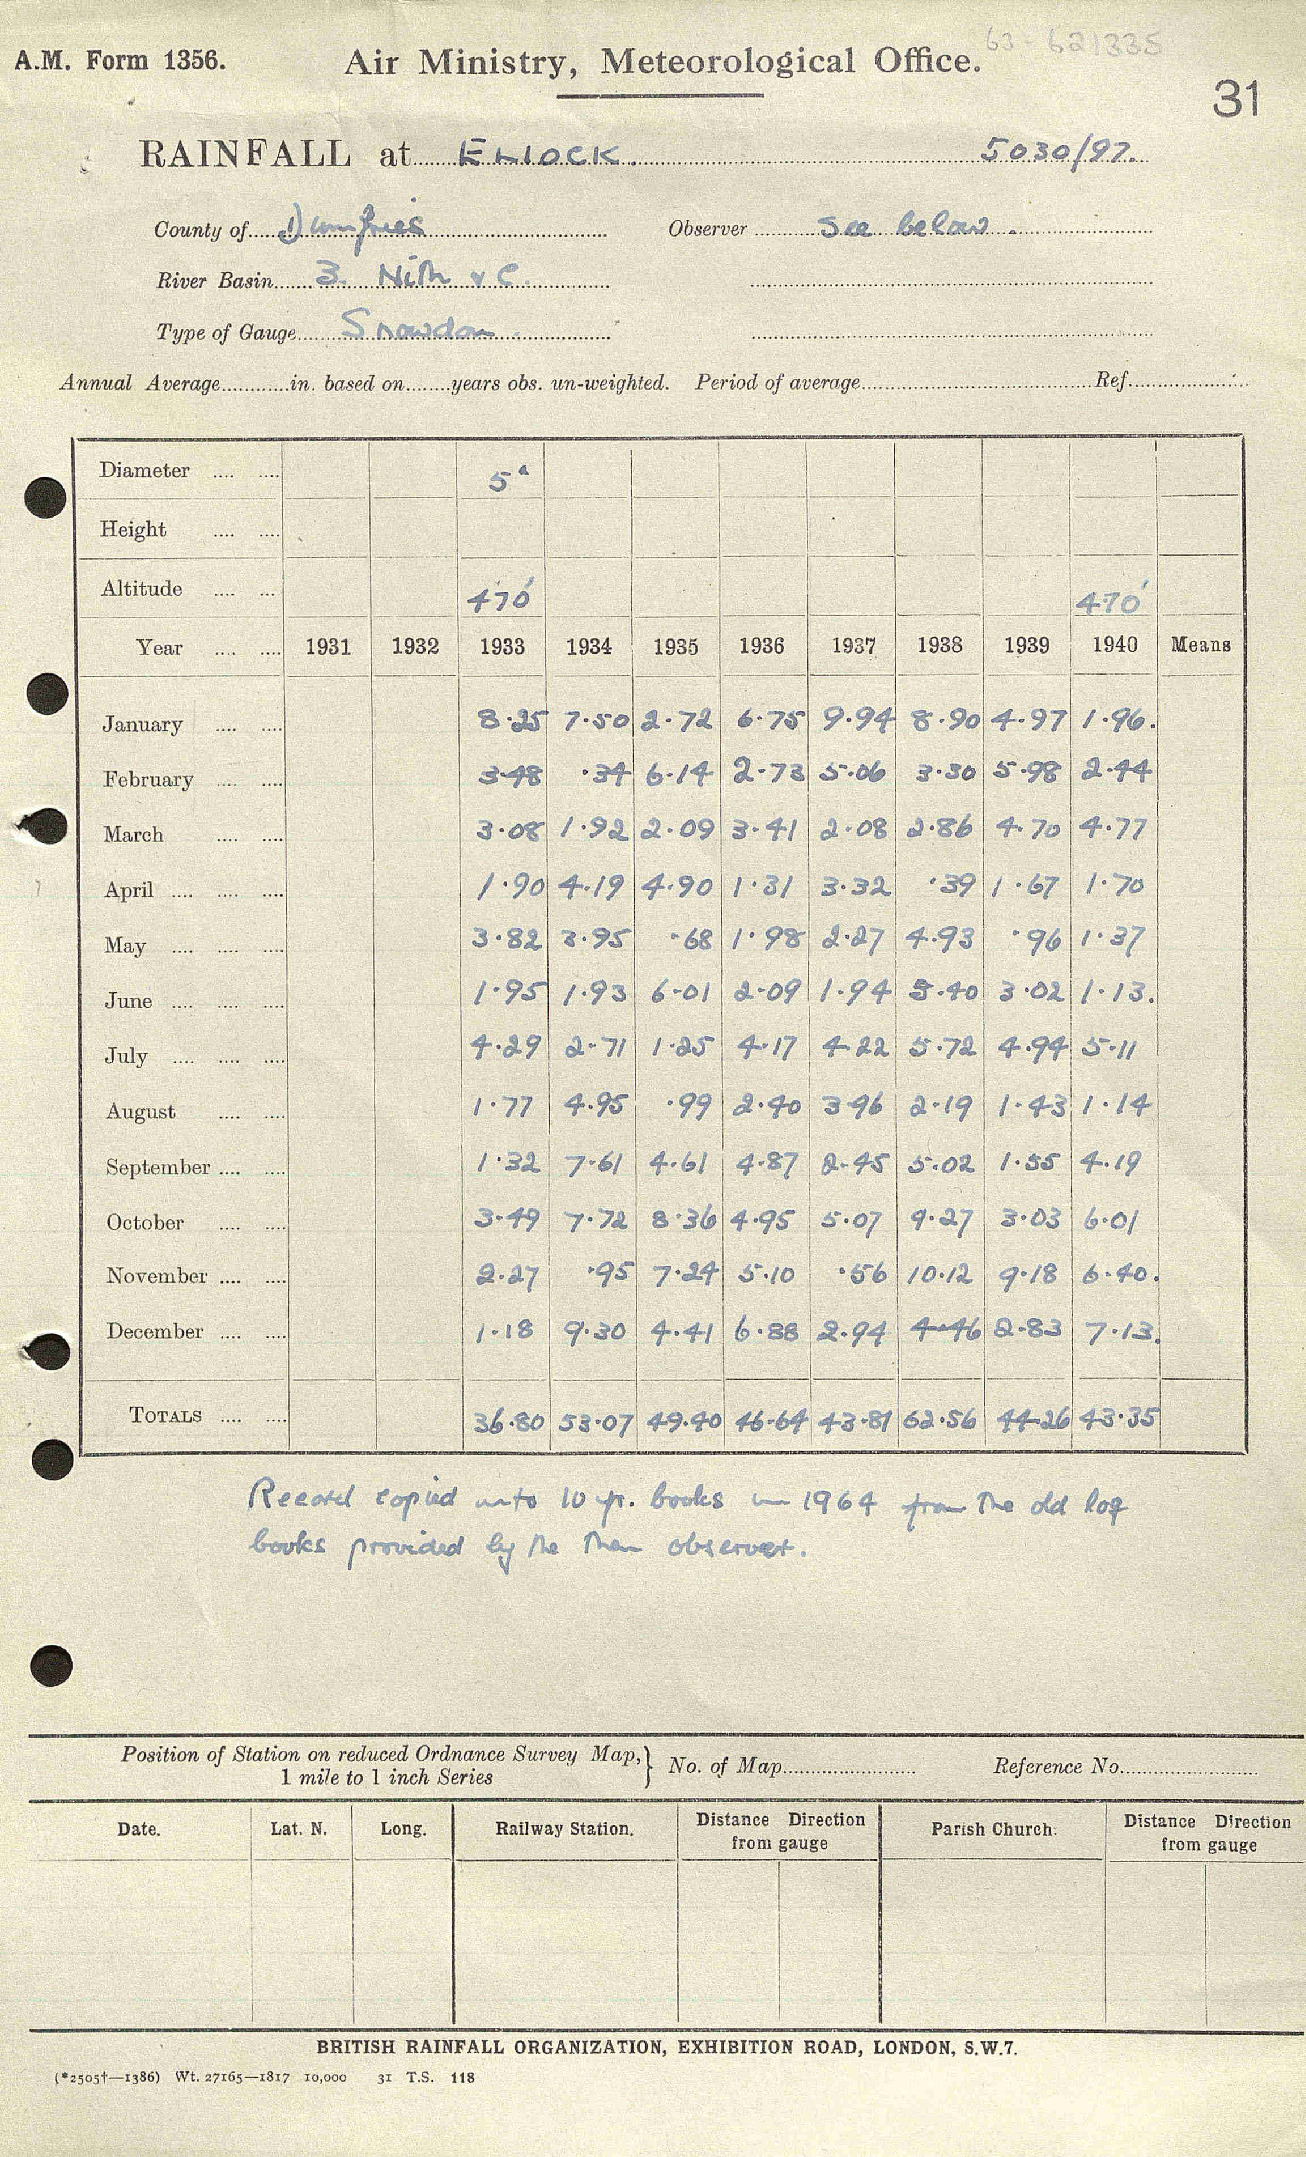 63-621335
A.M. Form 1356. Air Ministry, Meteorological Office.
31
RAINFALL at ELIOCK. 5030/97.
County of Dumfries Observer See below.
River Basin 3. Nith & C.
Type of Gauge Snowdon.
Annual Average in. based on years obs. un-weighted. Period of average Ref.
Diameter 5"
Height
Altitude 470' 470'
Year 1931 1932 1933 1934 1935 1936 1937 1938 1939 1940 Means
January 8.25 7.50 2.72 6.75 9.94 8.90 4.97 1.96.
February 3.48 .34 6.14 2.73 5.06 3.30 5.98 2.44
March 3.08 1.92 2.09 3.41 2.08 2.86 4.70 4.77
April 1.90 4.19 4.90 1.31 3.32 .39 1.67 1.70
May 3.82 3.95 .68 1.98 2.27 4.93 .96 1.37
June 1.95 1.93 6.01 2.09 1.94 5.40 3.02 1.13.
July 4.29 2.71 1.25 4.17 4.22 5.72 4.94 5.11
August 1.77 4.95 .99 2.40 3.96 2.19 1.43 1.14
September 1.32 7.61 4.61 4.87 2.45 5.02 1.55 4.19
October 3.49 7.72 8.36 4.95 5.07 9.27 3.03 6.01
November 2.27 .95 7.24 5.10 .56 10.12 9.18 6.40.
December 1.18 9.30 4.41 6.88 2.94 4.46 2.83 7.13.
TOTALS 36.80 53.07 49.40 46.64 43.81 62.56 44.26 43.35
Record copied into 10 yr. books in 1964 from the old log
books provided by the then observer.
Position of Station on reduced Ordnance Survey Map,} No. of Map Reference No.
1 mile to 1 inch Series
Date. Lat. N. Long. Railway Station. Distance Direction from gauge Parish Church. Distance Direction from gauge
BRITISH RAINFALL ORGANIZATION, EXHIBITION ROAD, LONDON, S.W.7.
(*2505†—1386) Wt. 27165—1817 10,000 31 T.S. 118